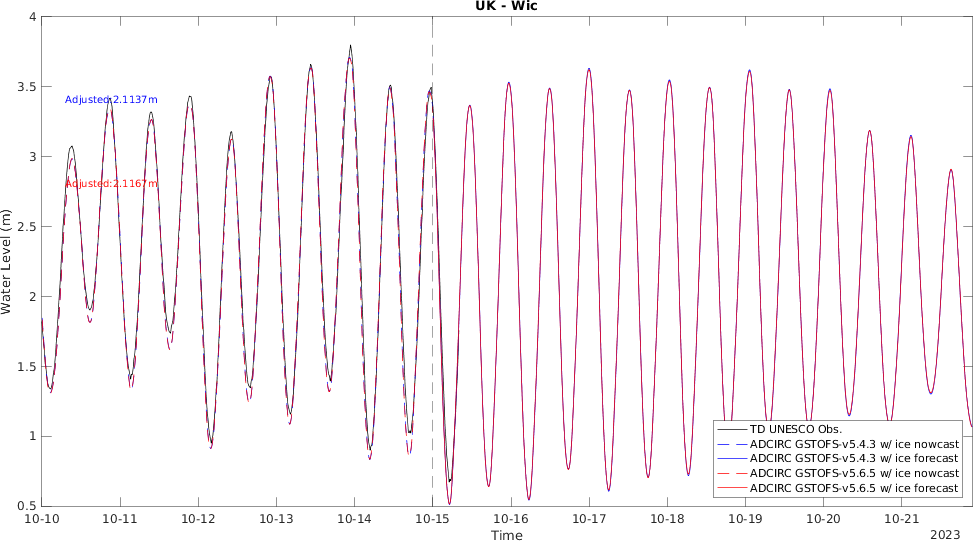 UK - Wic
4
3.5
3
2.5
2
1.5
1
0.5
Water Level (m)
Adjusted:2.1137m
Adjusted:2.1167m
TD UNESCO Obs.
ADCIRC GSTOFS-v5.4.3 w/ ice nowcast
ADCIRC GSTOFS-v5.4.3 w/ ice forecast
ADCIRC GSTOFS-v5.6.5 w/ ice nowcast
ADCIRC GSTOFS-v5.6.5 w/ ice forecast
10-10 10-11 10-12 10-13 10-14 10-15 10-16 10-17 10-18 10-19 10-20 10-21
Time
2023